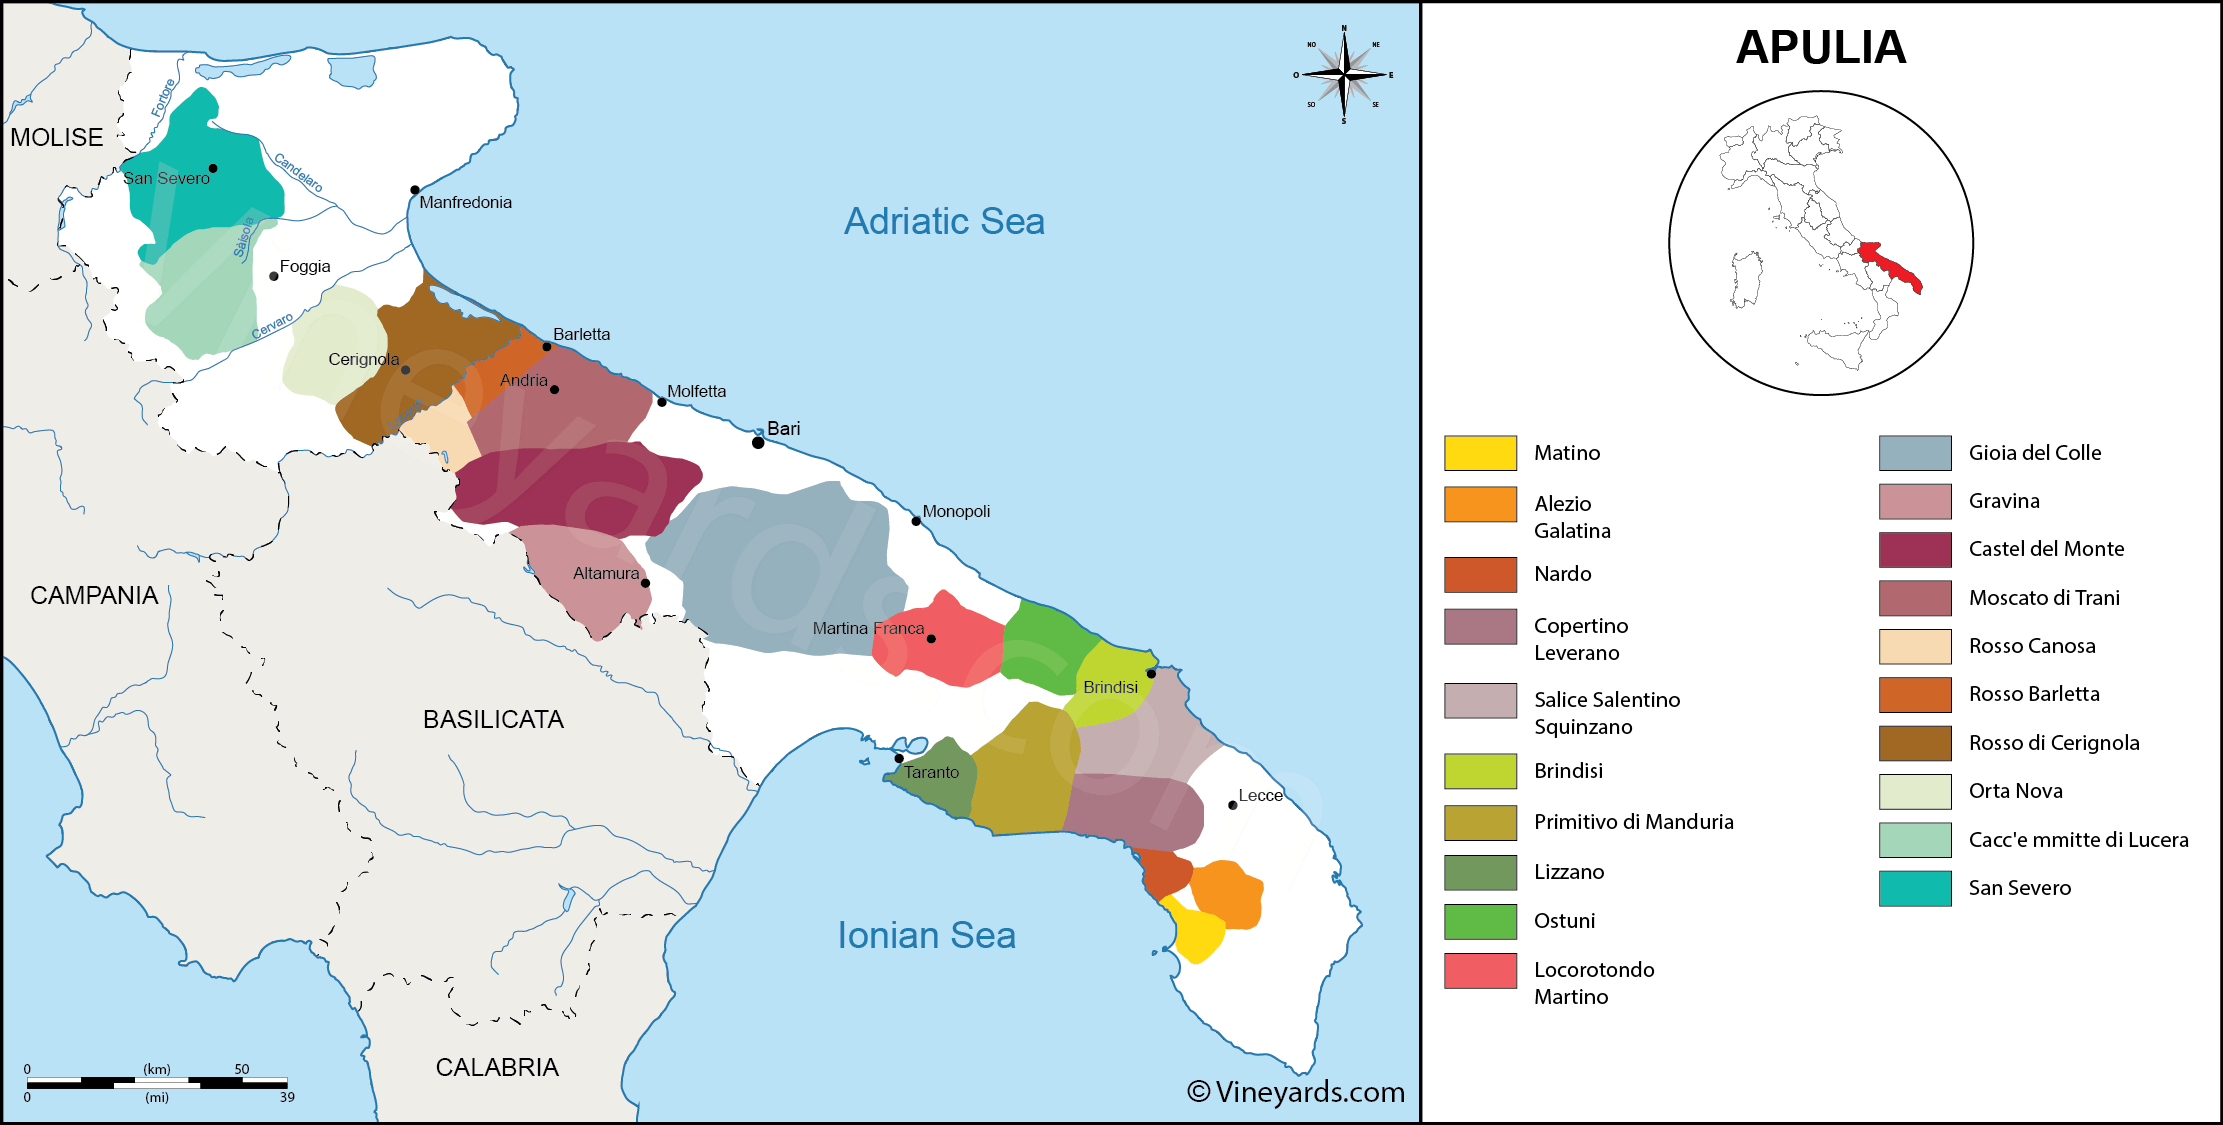 APULIA
N
NO
NE
O
E
SO
SE
S
MOLISE
Fortore
San Severo
Candelaro
Manfredonia
Salsola
Foggia
Cervaro
Adriatic Sea
Cerignola
Barletta
Andria
Molfetta
Bari
Monopoli
Altamura
CAMPANIA
Martina Franca
Brindisi
BASILICATA
Taranto
Lecce
Ionian Sea
CALABRIA
0 (km) 50
0 (mi) 39
© Vineyards.com
Matino
Alezio
Galatina
Nardo
Copertino
Leverano
Salice Salentino
Squinzano
Brindisi
Primitivo di Manduria
Lizzano
Ostuni
Locorotondo
Martino
Gioia del Colle
Gravina
Castel del Monte
Moscato di Trani
Rosso Canosa
Rosso Barletta
Rosso di Cerignola
Orta Nova
Cacc'e mmitte di Lucera
San Severo